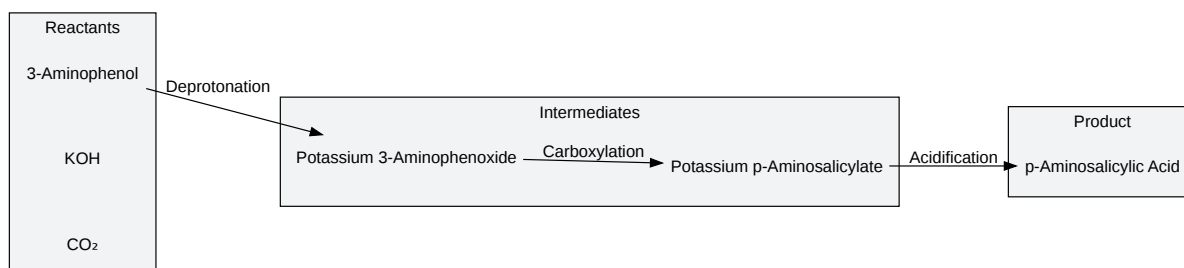 Reactants
3-Aminophenol
KOH
CO₂
Deprotonation
Intermediates
Potassium 3-Aminophenoxide
Carboxylation
Potassium p-Aminosalicylate
Acidification
Product
p-Aminosalicylic Acid